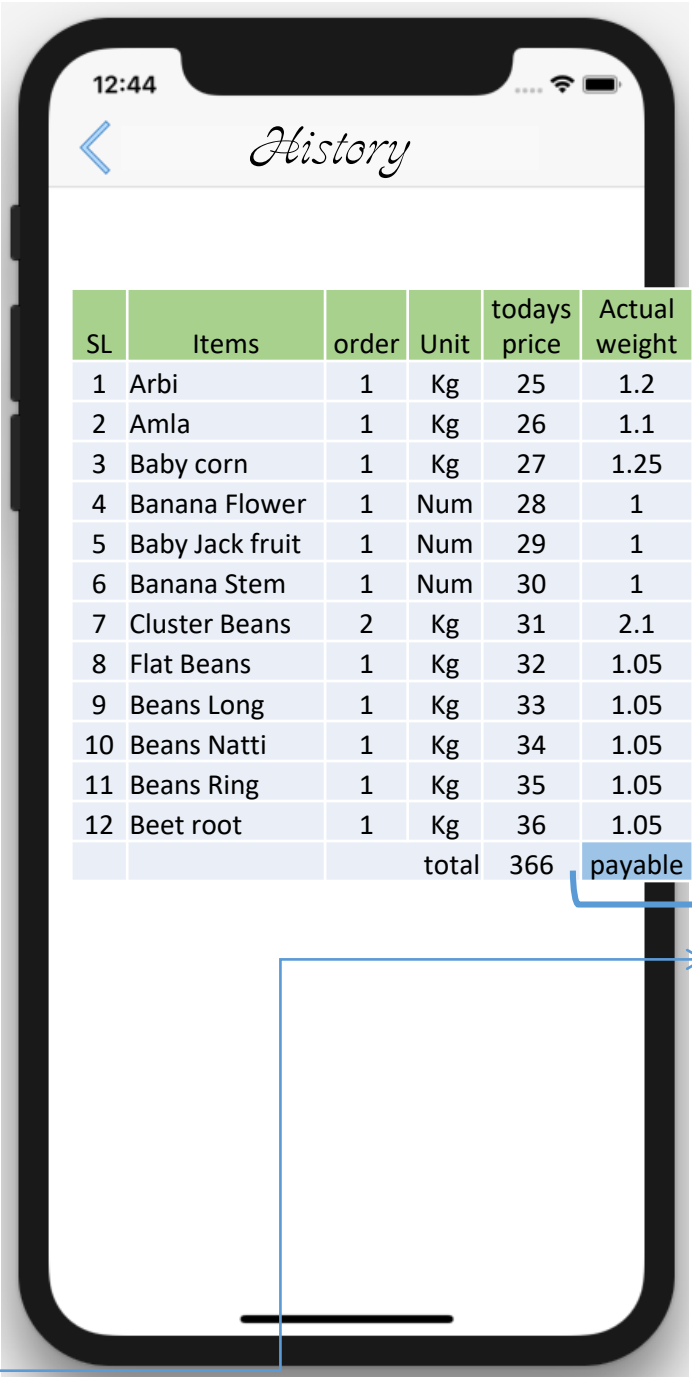 12:44
History
SL Items order Unit todays price Actual weight
1 Arbi 1 Kg 25 1.2
2 Amla 1 Kg 26 1.1
3 Baby corn 1 Kg 27 1.25
4 Banana Flower 1 Num 28 1
5 Baby Jack fruit 1 Num 29 1
6 Banana Stem 1 Num 30 1
7 Cluster Beans 2 Kg 31 2.1
8 Flat Beans 1 Kg 32 1.05
9 Beans Long 1 Kg 33 1.05
10 Beans Natti 1 Kg 34 1.05
11 Beans Ring 1 Kg 35 1.05
12 Beet root 1 Kg 36 1.05
total 366 payable